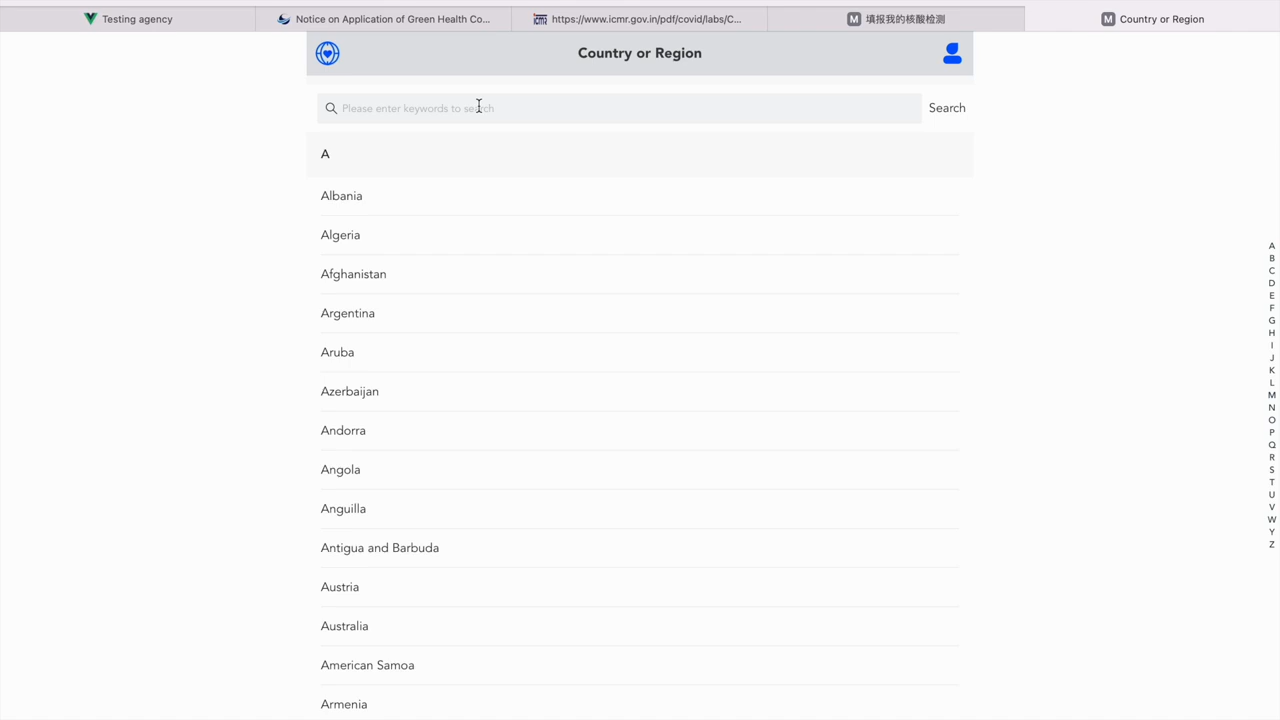 Testing agency
Notice on Application of Green Health Co...
icmr
https://www.icmr.gov.in/pdf/covid/labs/C...
M
填报我的核酸检测
M
Country or Region
Country or Region
Please enter keywords to search
Search
A
Albania
Algeria
Afghanistan
Argentina
Aruba
Azerbaijan
Andorra
Angola
Anguilla
Antigua and Barbuda
Austria
Australia
American Samoa
Armenia
A
B
C
D
E
F
G
H
I
J
K
L
M
N
O
P
Q
R
S
T
U
V
W
Y
Z